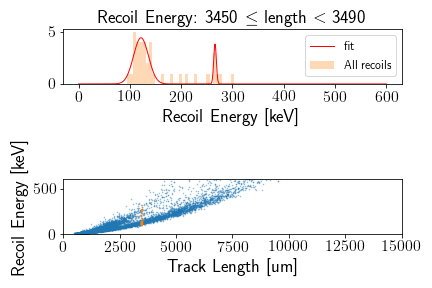 Recoil Energy: 3450 ≤ length < 3490
5
0
fit
All recoils
0 100 200 300 400 500 600
Recoil Energy [keV]
Recoil Energy [keV]
500
0
0 2500 5000 7500 10000 12500 15000
Track Length [um]